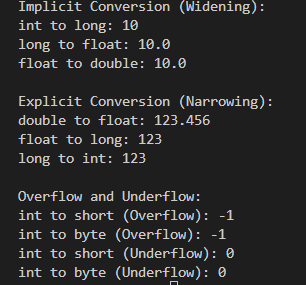 Implicit Conversion (Widening):
int to long: 10
long to float: 10.0
float to double: 10.0
Explicit Conversion (Narrowing):
double to float: 123.456
float to long: 123
long to int: 123
Overflow and Underflow:
int to short (Overflow): -1
int to byte (Overflow): -1
int to short (Underflow): 0
int to byte (Underflow): 0